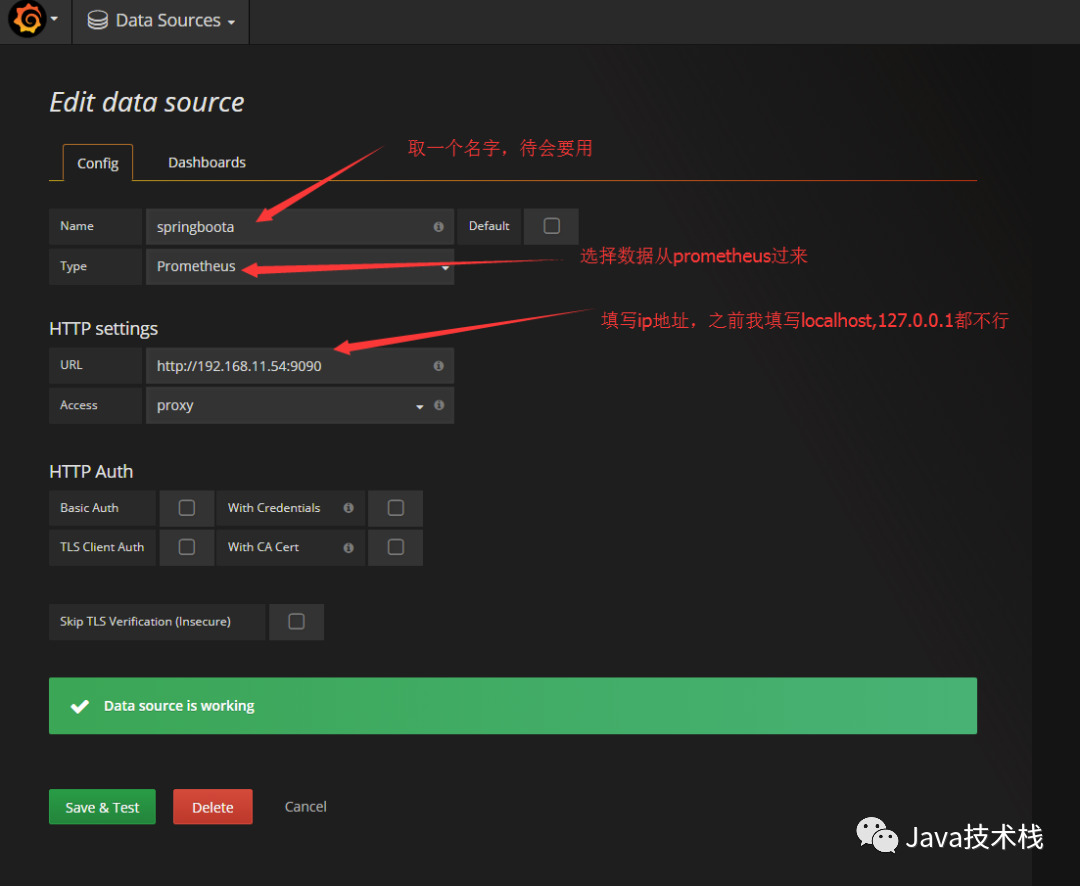 Data Sources
Edit data source
Config Dashboards
取一个名字，待会要用
Name springboota Default
Type Prometheus
选择数据从prometheus过来
HTTP settings
填写ip地址，之前我填写localhost,127.0.0.1都不行
URL http://192.168.11.54:9090
Access proxy
HTTP Auth
Basic Auth With Credentials
TLS Client Auth With CA Cert
Skip TLS Verification (Insecure)
Data source is working
Save & Test Delete Cancel
Java技术栈